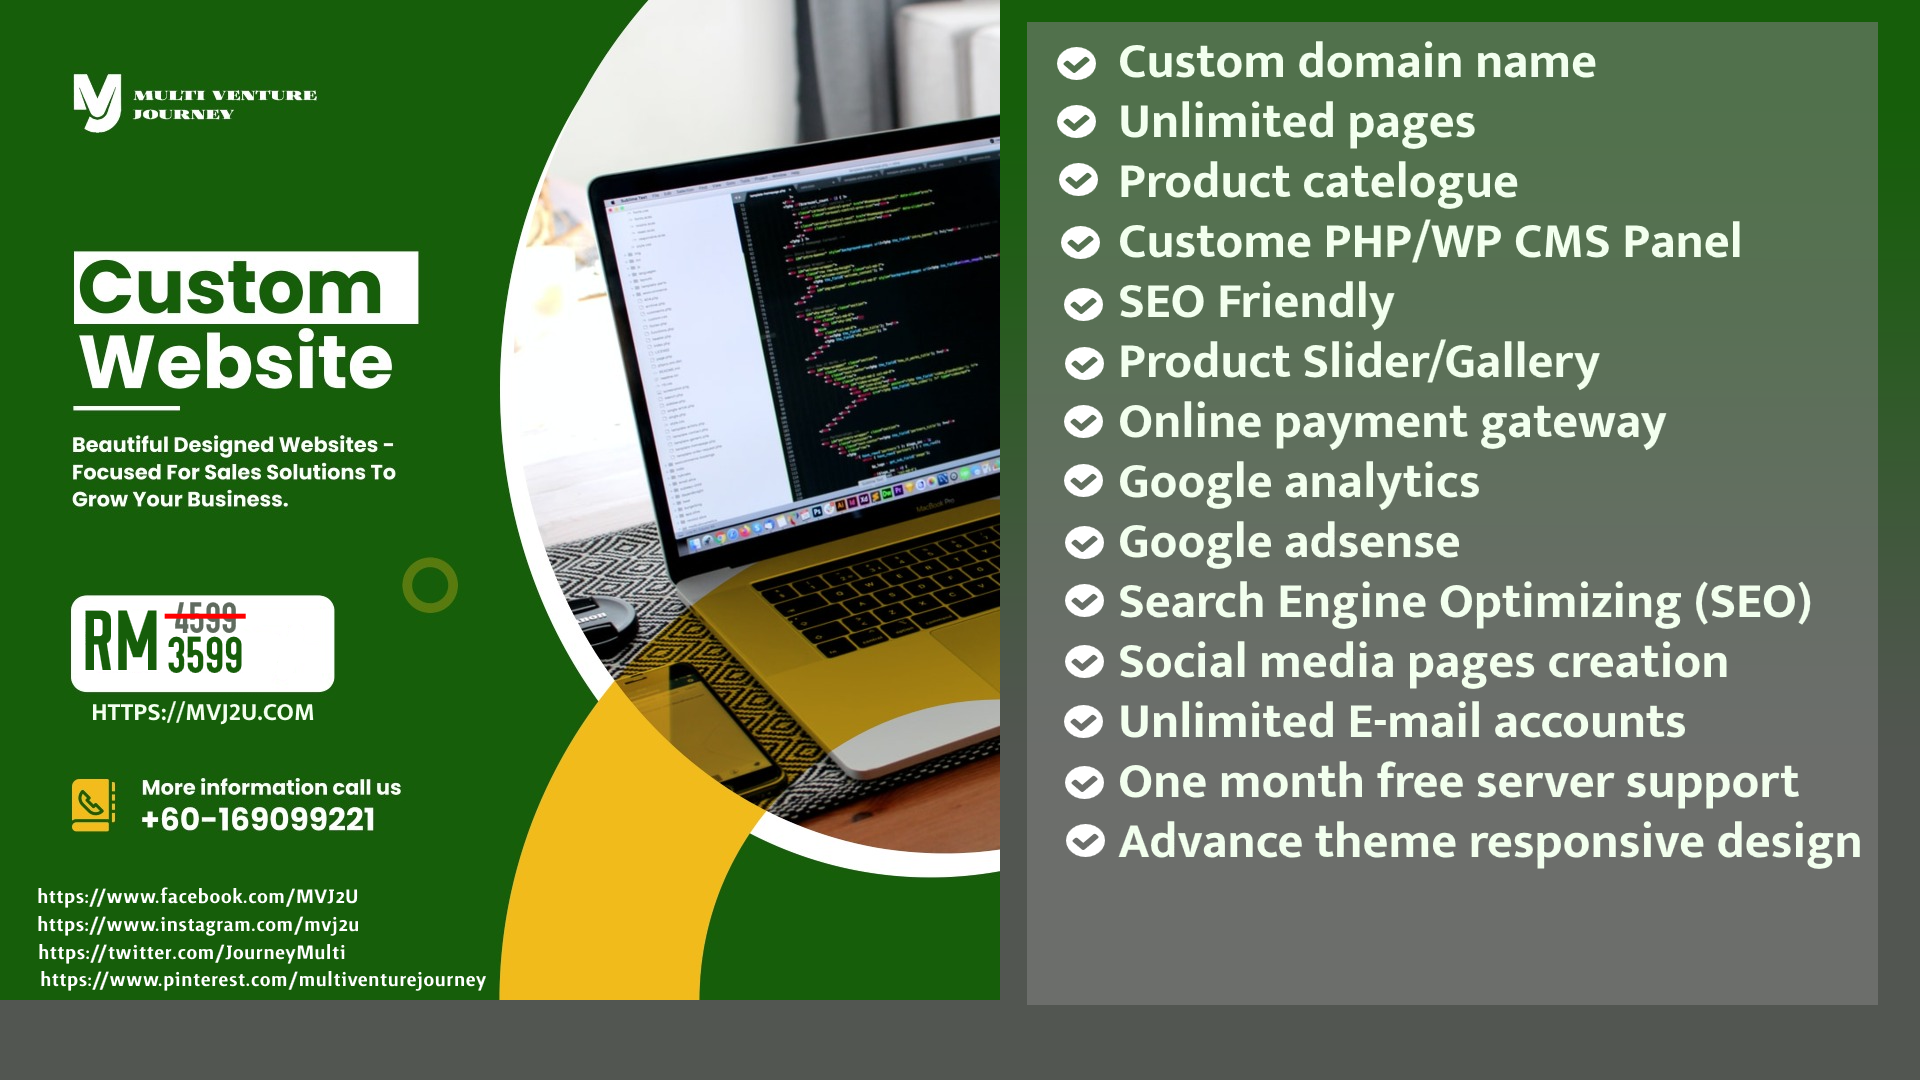 MULTI VENTURE
JOURNEY
Custom
Website
Beautiful Designed Websites -
Focused For Sales Solutions To
Grow Your Business.
RM 4599
3599
HTTPS://MVJ2U.COM
More information call us
+60-169099221
https://www.facebook.com/MVJ2U
https://www.instagram.com/mvj2u
https://twitter.com/JourneyMulti
https://www.pinterest.com/multiventurejourney
MacBook Pro
Custom domain name
Unlimited pages
Product catelogue
Custome PHP/WP CMS Panel
SEO Friendly
Product Slider/Gallery
Online payment gateway
Google analytics
Google adsense
Search Engine Optimizing (SEO)
Social media pages creation
Unlimited E-mail accounts
One month free server support
Advance theme responsive design